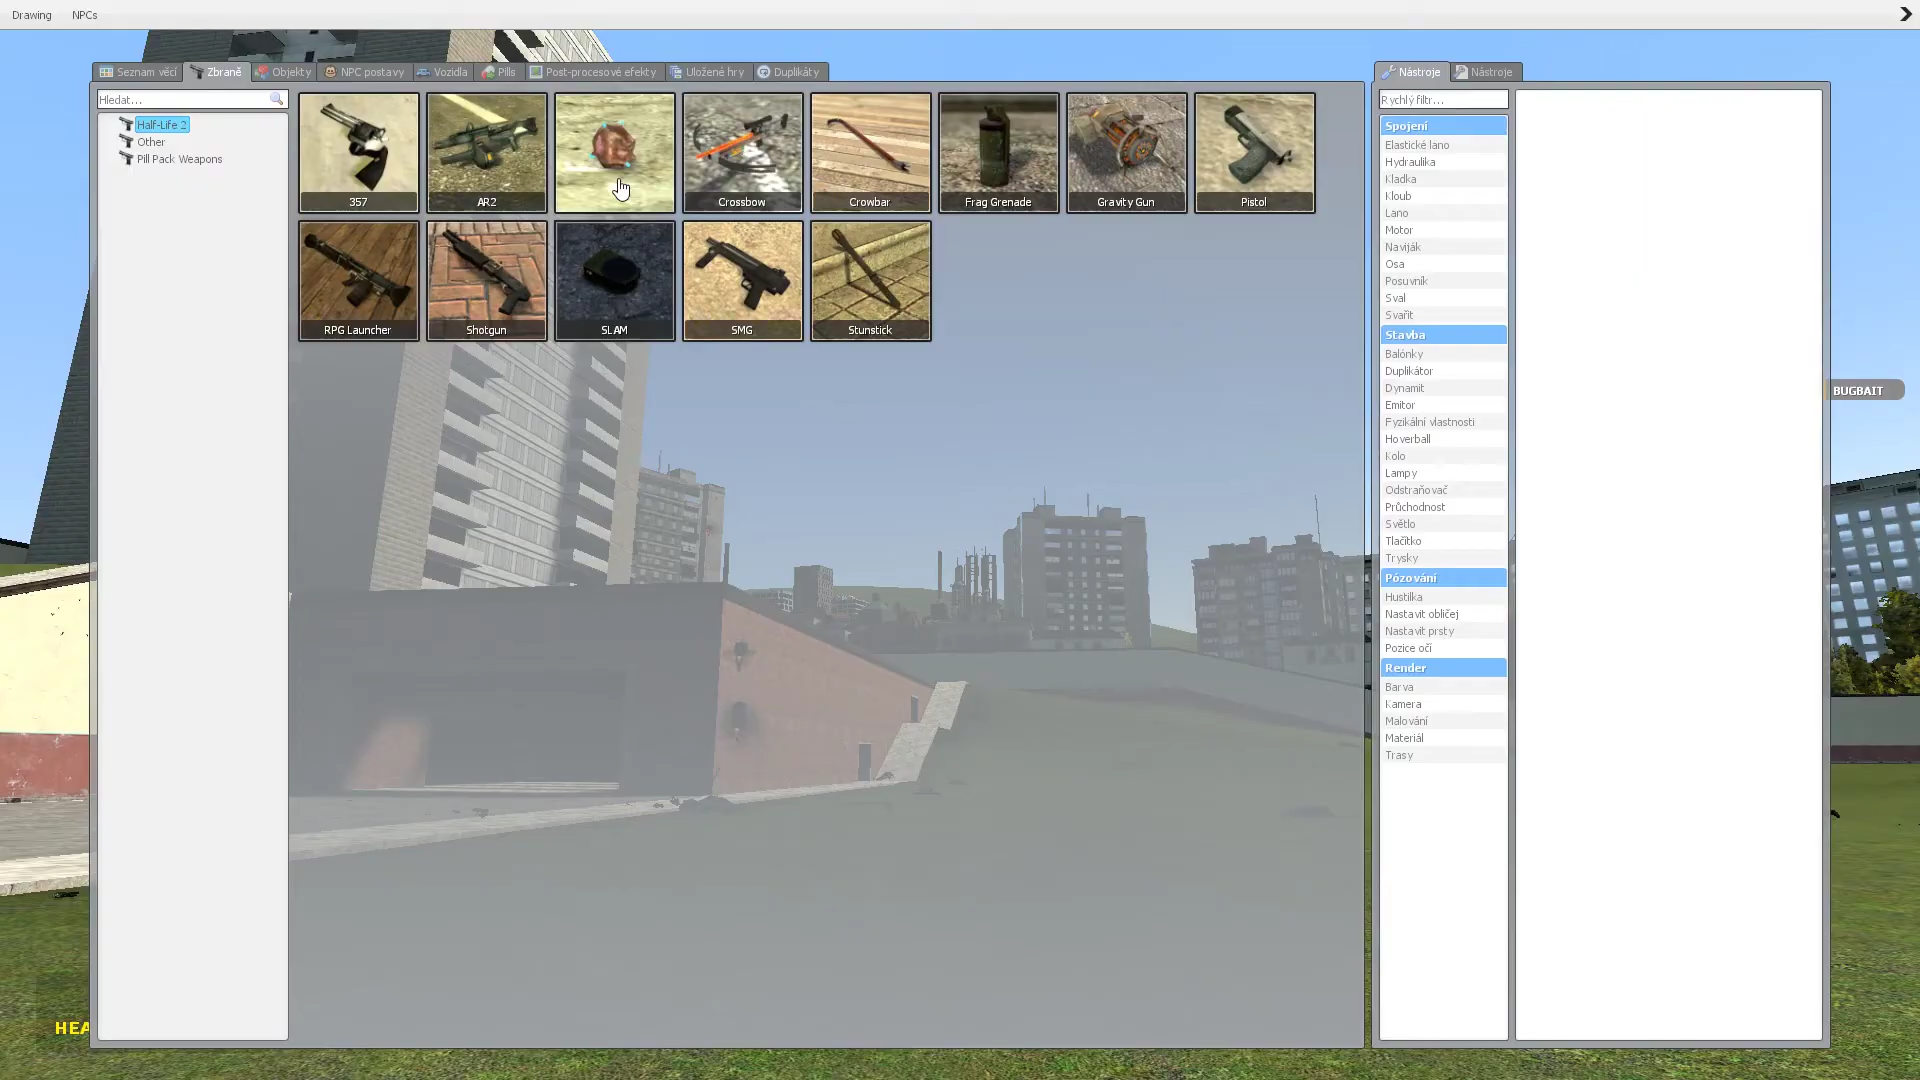 Drawing NPCs
Seznam věcí Zbraně Objekty NPC postavy Vozidla Pills Post-procesové efekty Uložené hry Duplikáty
Nástroje Nástroje
Hledat...
Half-Life 2
Other
Pill Pack Weapons
357 AR2 Crossbow Crowbar Frag Grenade Gravity Gun Pistol
RPG Launcher Shotgun SLAM SMG Stunstick
Rychlý filtr...
Spojení
Elastické lano
Hydraulika
Kladka
Kloub
Lano
Motor
Naviják
Osa
Posuvník
Sval
Svařit
Stavba
Balónky
Duplikátor
Dynamit
Emitor
Fyzikální vlastnosti
Hoverball
Kolo
Lampy
Odstraňovač
Průchodnost
Světlo
Tlačítko
Trysky
Pózování
Hustilka
Nastavit obličej
Nastavit prsty
Pozice očí
Render
Barva
Kamera
Malování
Materiál
Trasy
BUGBAIT
HEA